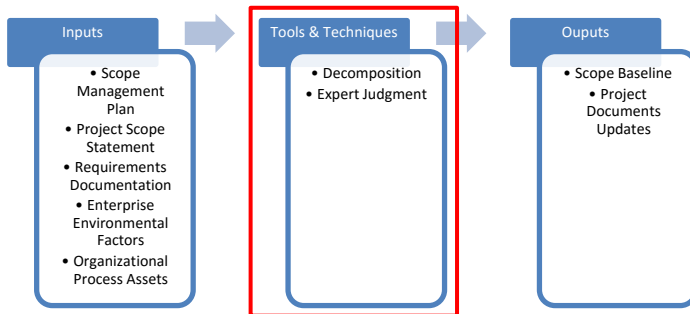 Inputs
• Scope
Management
Plan
• Project Scope
Statement
• Requirements
Documentation
• Enterprise
Environmental
Factors
• Organizational
Process Assets
Tools & Techniques
• Decomposition
• Expert Judgment
Ouputs
• Scope Baseline
• Project
Documents
Updates